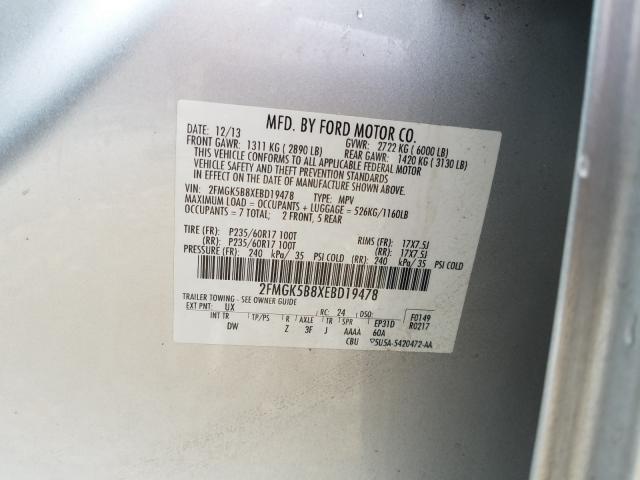 MFD. BY FORD MOTOR CO.
DATE: 12/13 GVWR: 2722 KG ( 6000 LB)
FRONT GAWR: 1311 KG ( 2890 LB) REAR GAWR: 1420 KG ( 3130 LB)
THIS VEHICLE CONFORMS TO ALL APPLICABLE FEDERAL MOTOR
VEHICLE SAFETY AND THEFT PREVENTION STANDARDS
IN EFFECT ON THE DATE OF MANUFACTURE SHOWN ABOVE.
VIN: 2FMGK5B8XEBD19478 TYPE: MPV
MAXIMUM LOAD = OCCUPANTS + LUGGAGE = 526KG/1160LB
OCCUPANTS = 7 TOTAL; 2 FRONT, 5 REAR
TIRE (FR): P235/60R17 100T RIMS (FR): 17X7.5J
(RR): P235/60R17 100T (RR): 17X7.5J
PRESSURE (FR): 240 kPa/ 35 PSI COLD (RR): 240 kPa/ 35 PSI COLD
2FMGK5B8XEBD19478
TRAILER TOWING - SEE OWNER GUIDE
EXT PNT: UX RC: 24 DSO: F0149
INT TR TP/PS R AXLE TR SPR EP31D R0217
DW Z 3F J AAAA 60A
CBU 5U5A-5420472-AA